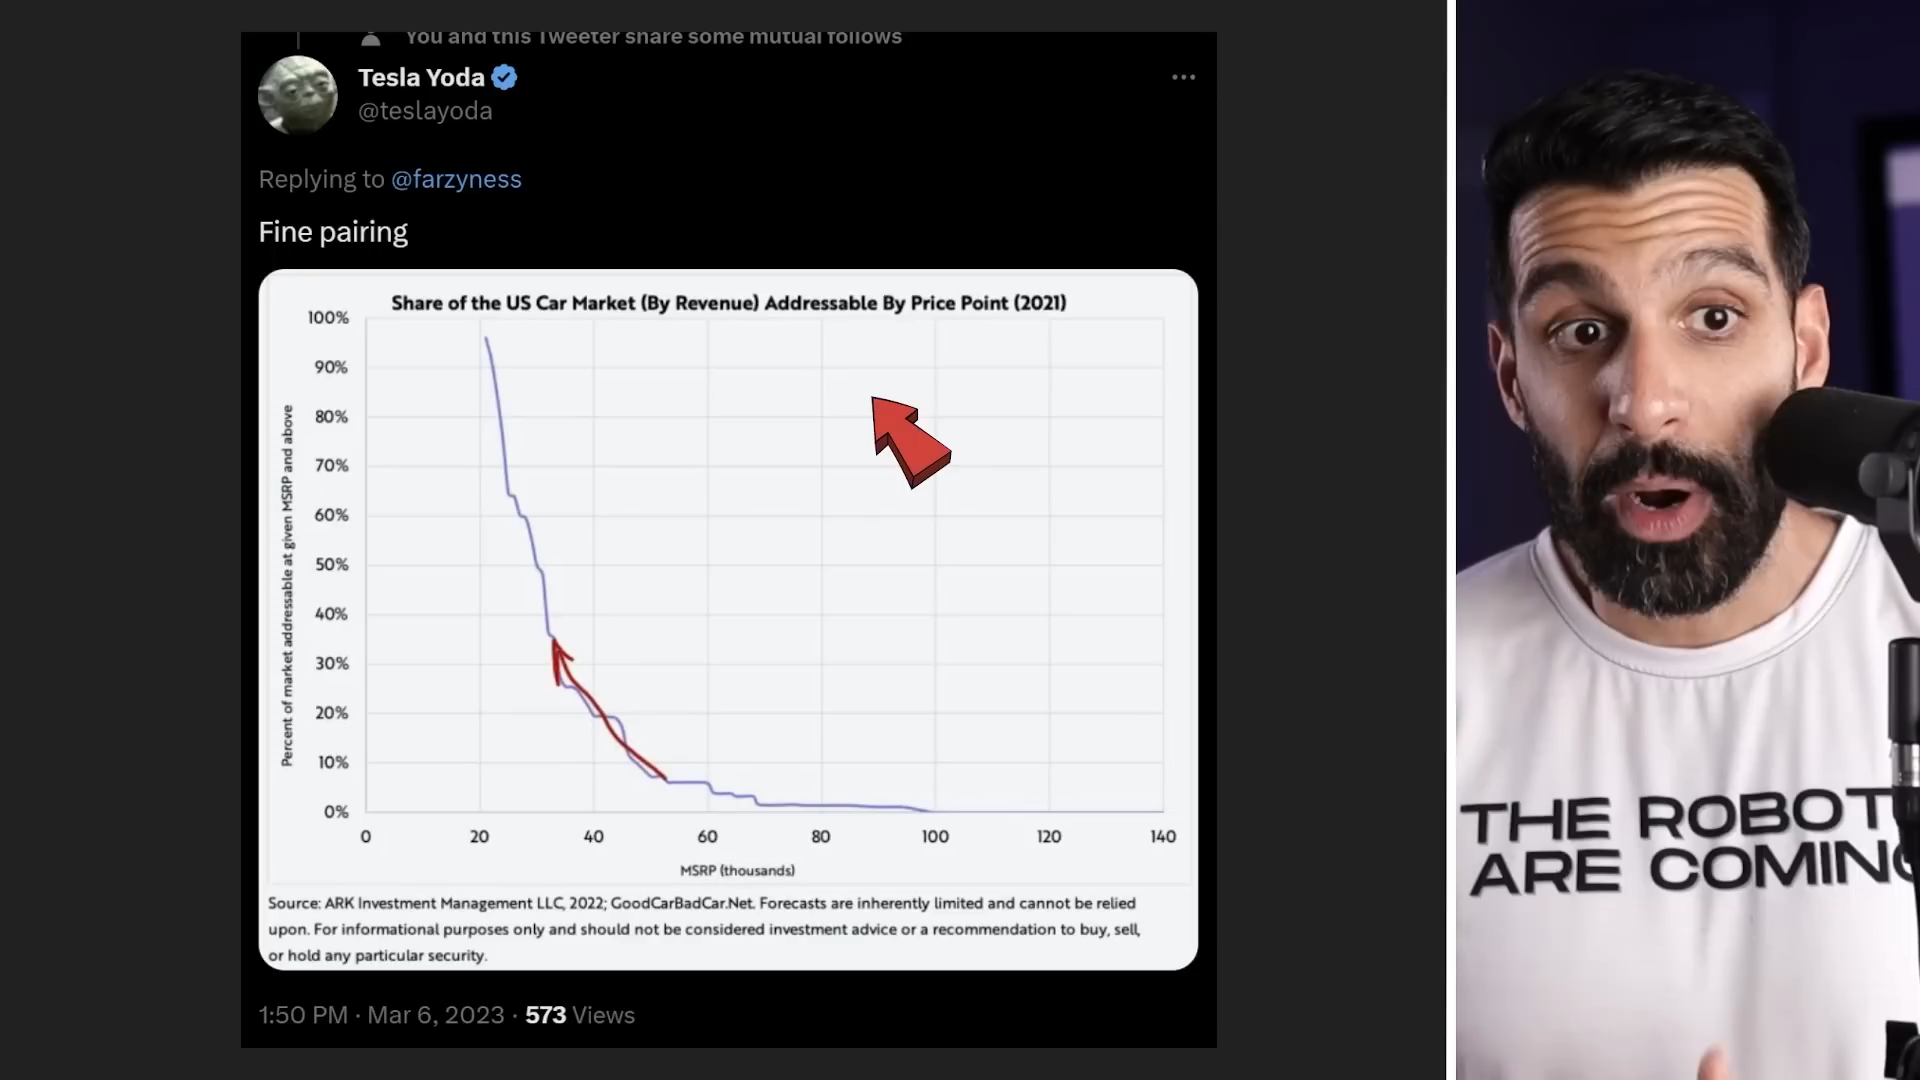 You and this Tweeter share some mutual follows
Tesla Yoda
@teslayoda
Replying to @farzyness
Fine pairing
Share of the US Car Market (By Revenue) Addressable By Price Point (2021)
Percent of market addressable at given MSRP and above
100%
90%
80%
70%
60%
50%
40%
30%
20%
10%
0%
0 20 40 60 80 100 120 140
MSRP (thousands)
Source: ARK Investment Management LLC, 2022; GoodCarBadCar.Net. Forecasts are inherently limited and cannot be relied
upon. For informational purposes only and should not be considered investment advice or a recommendation to buy, sell,
or hold any particular security.
1:50 PM · Mar 6, 2023 · 573 Views
THE ROBOT
ARE COMING